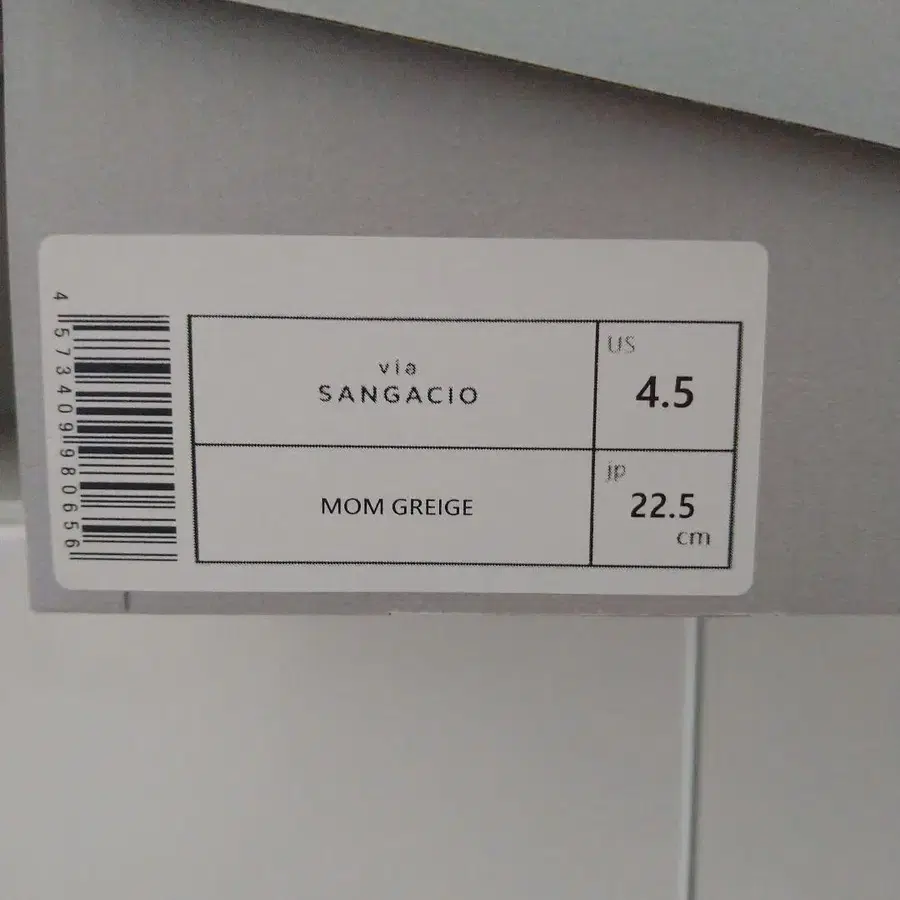 4573409980656
via
SANGACIO
US
4.5
MOM GREIGE
jp
22.5
cm